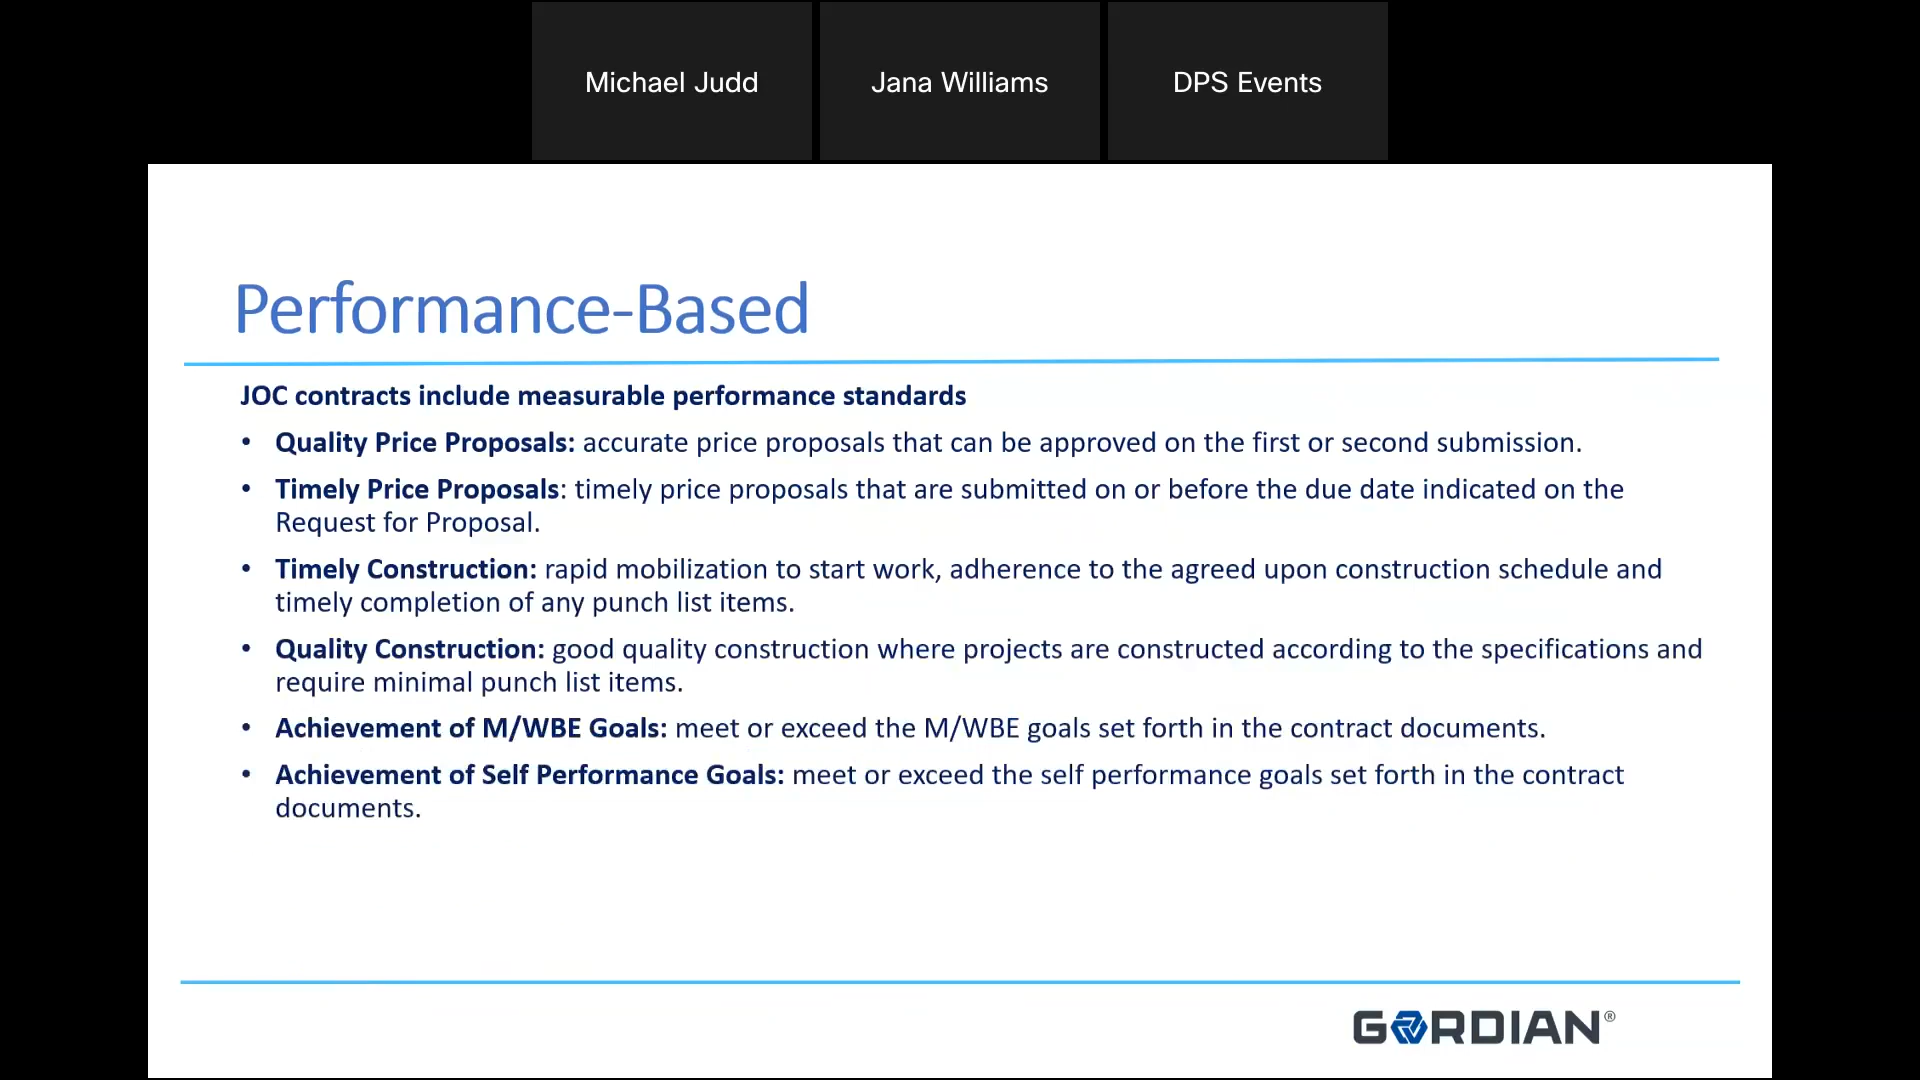 Michael Judd
Jana Williams
DPS Events
Performance-Based
JOC contracts include measurable performance standards
• Quality Price Proposals: accurate price proposals that can be approved on the first or second submission.
• Timely Price Proposals: timely price proposals that are submitted on or before the due date indicated on the
Request for Proposal.
• Timely Construction: rapid mobilization to start work, adherence to the agreed upon construction schedule and
timely completion of any punch list items.
• Quality Construction: good quality construction where projects are constructed according to the specifications and
require minimal punch list items.
• Achievement of M/WBE Goals: meet or exceed the M/WBE goals set forth in the contract documents.
• Achievement of Self Performance Goals: meet or exceed the self performance goals set forth in the contract
documents.
GORDIAN®